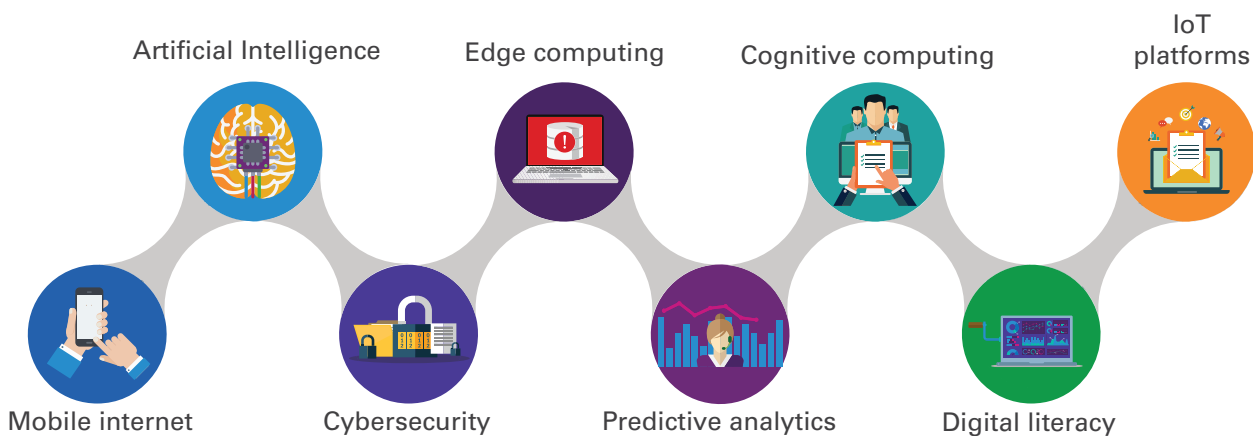 IoT
platforms
Artificial Intelligence
Edge computing
Cognitive computing
Mobile internet
Cybersecurity
Predictive analytics
Digital literacy